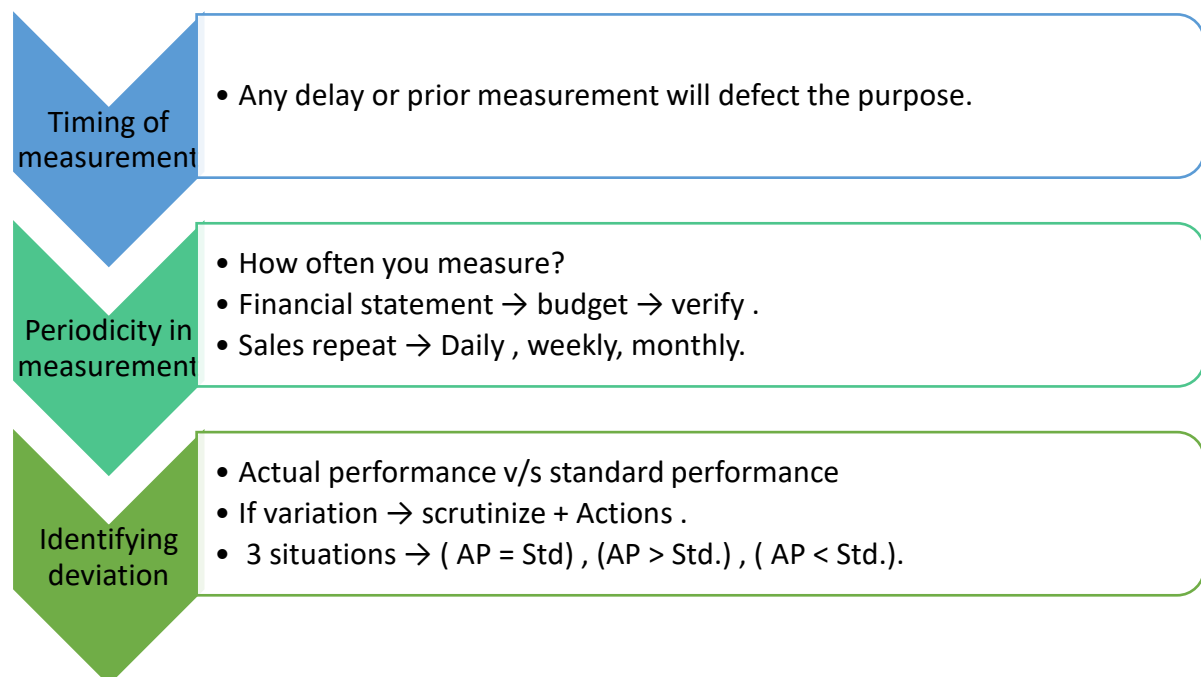 Timing of
measurement
• Any delay or prior measurement will defect the purpose.
Periodicity in
measurement
• How often you measure?
• Financial statement → budget → verify .
• Sales repeat → Daily , weekly, monthly.
Identifying
deviation
• Actual performance v/s standard performance
• If variation → scrutinize + Actions .
• 3 situations → ( AP = Std) , (AP > Std.) , ( AP < Std.).